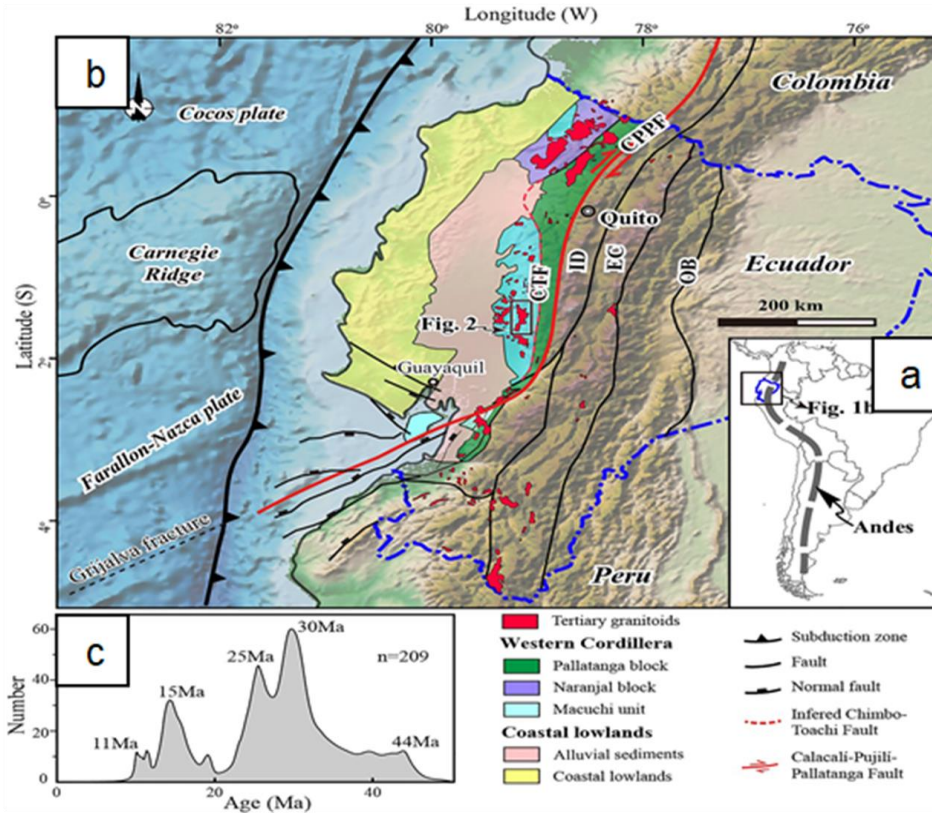 Longitude (W)
82°
80°
78°
76°
b
Colombia
Cocos plate
CPPF
0°
Quito
Carnegie
Ridge
ID
EC
CTF
OB
Ecuador
Latitude (S)
200 km
Fig. 2
2°
Guayaquil
a
Fig. 1b
Farallon-Nazca plate
Andes
4°
Grijalva fracture
Peru
c
60
40
20
0
Number
30Ma
25Ma
n=209
15Ma
11Ma
44Ma
0
20
40
Age (Ma)
Tertiary granitoids
Western Cordillera
Pallatanga block
Naranjal block
Macuchi unit
Coastal lowlands
Alluvial sediments
Coastal lowlands
Subduction zone
Fault
Normal fault
Infered Chimbo-
Toachi Fault
Calacalí-Pujilí-
Pallatanga Fault